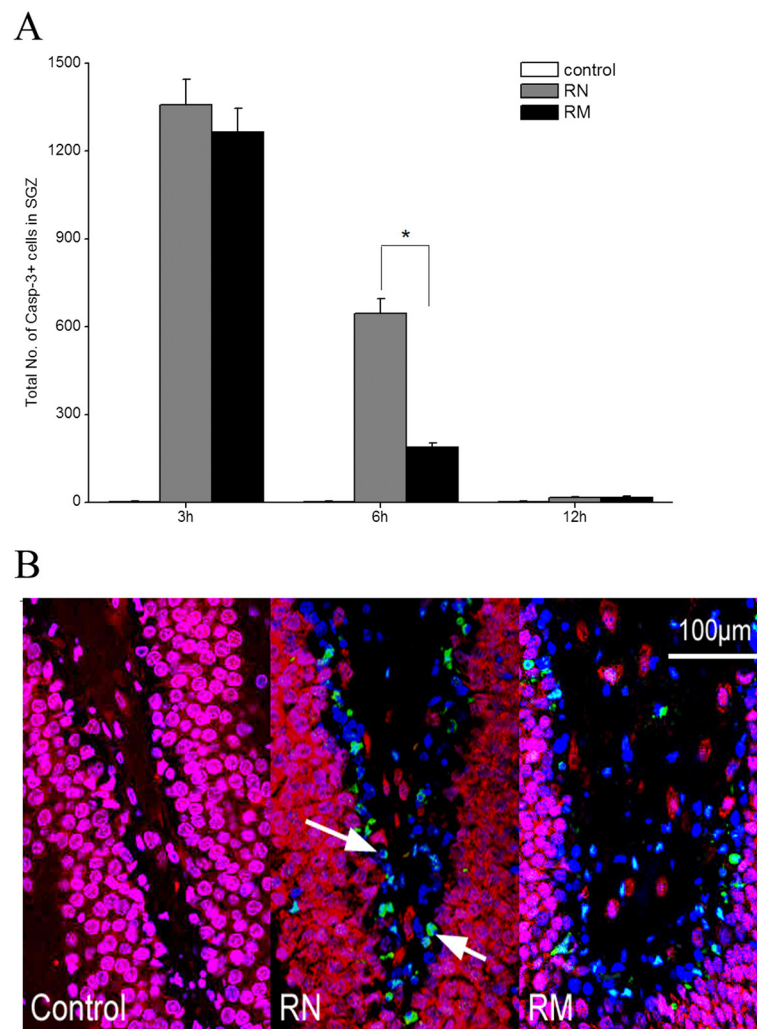 A
1500
1200
900
600
300
0
Total No. of Casp-3+ cells in SGZ
control
RN
RM
*
3h
6h
12h
B
100µm
Control
RN
RM